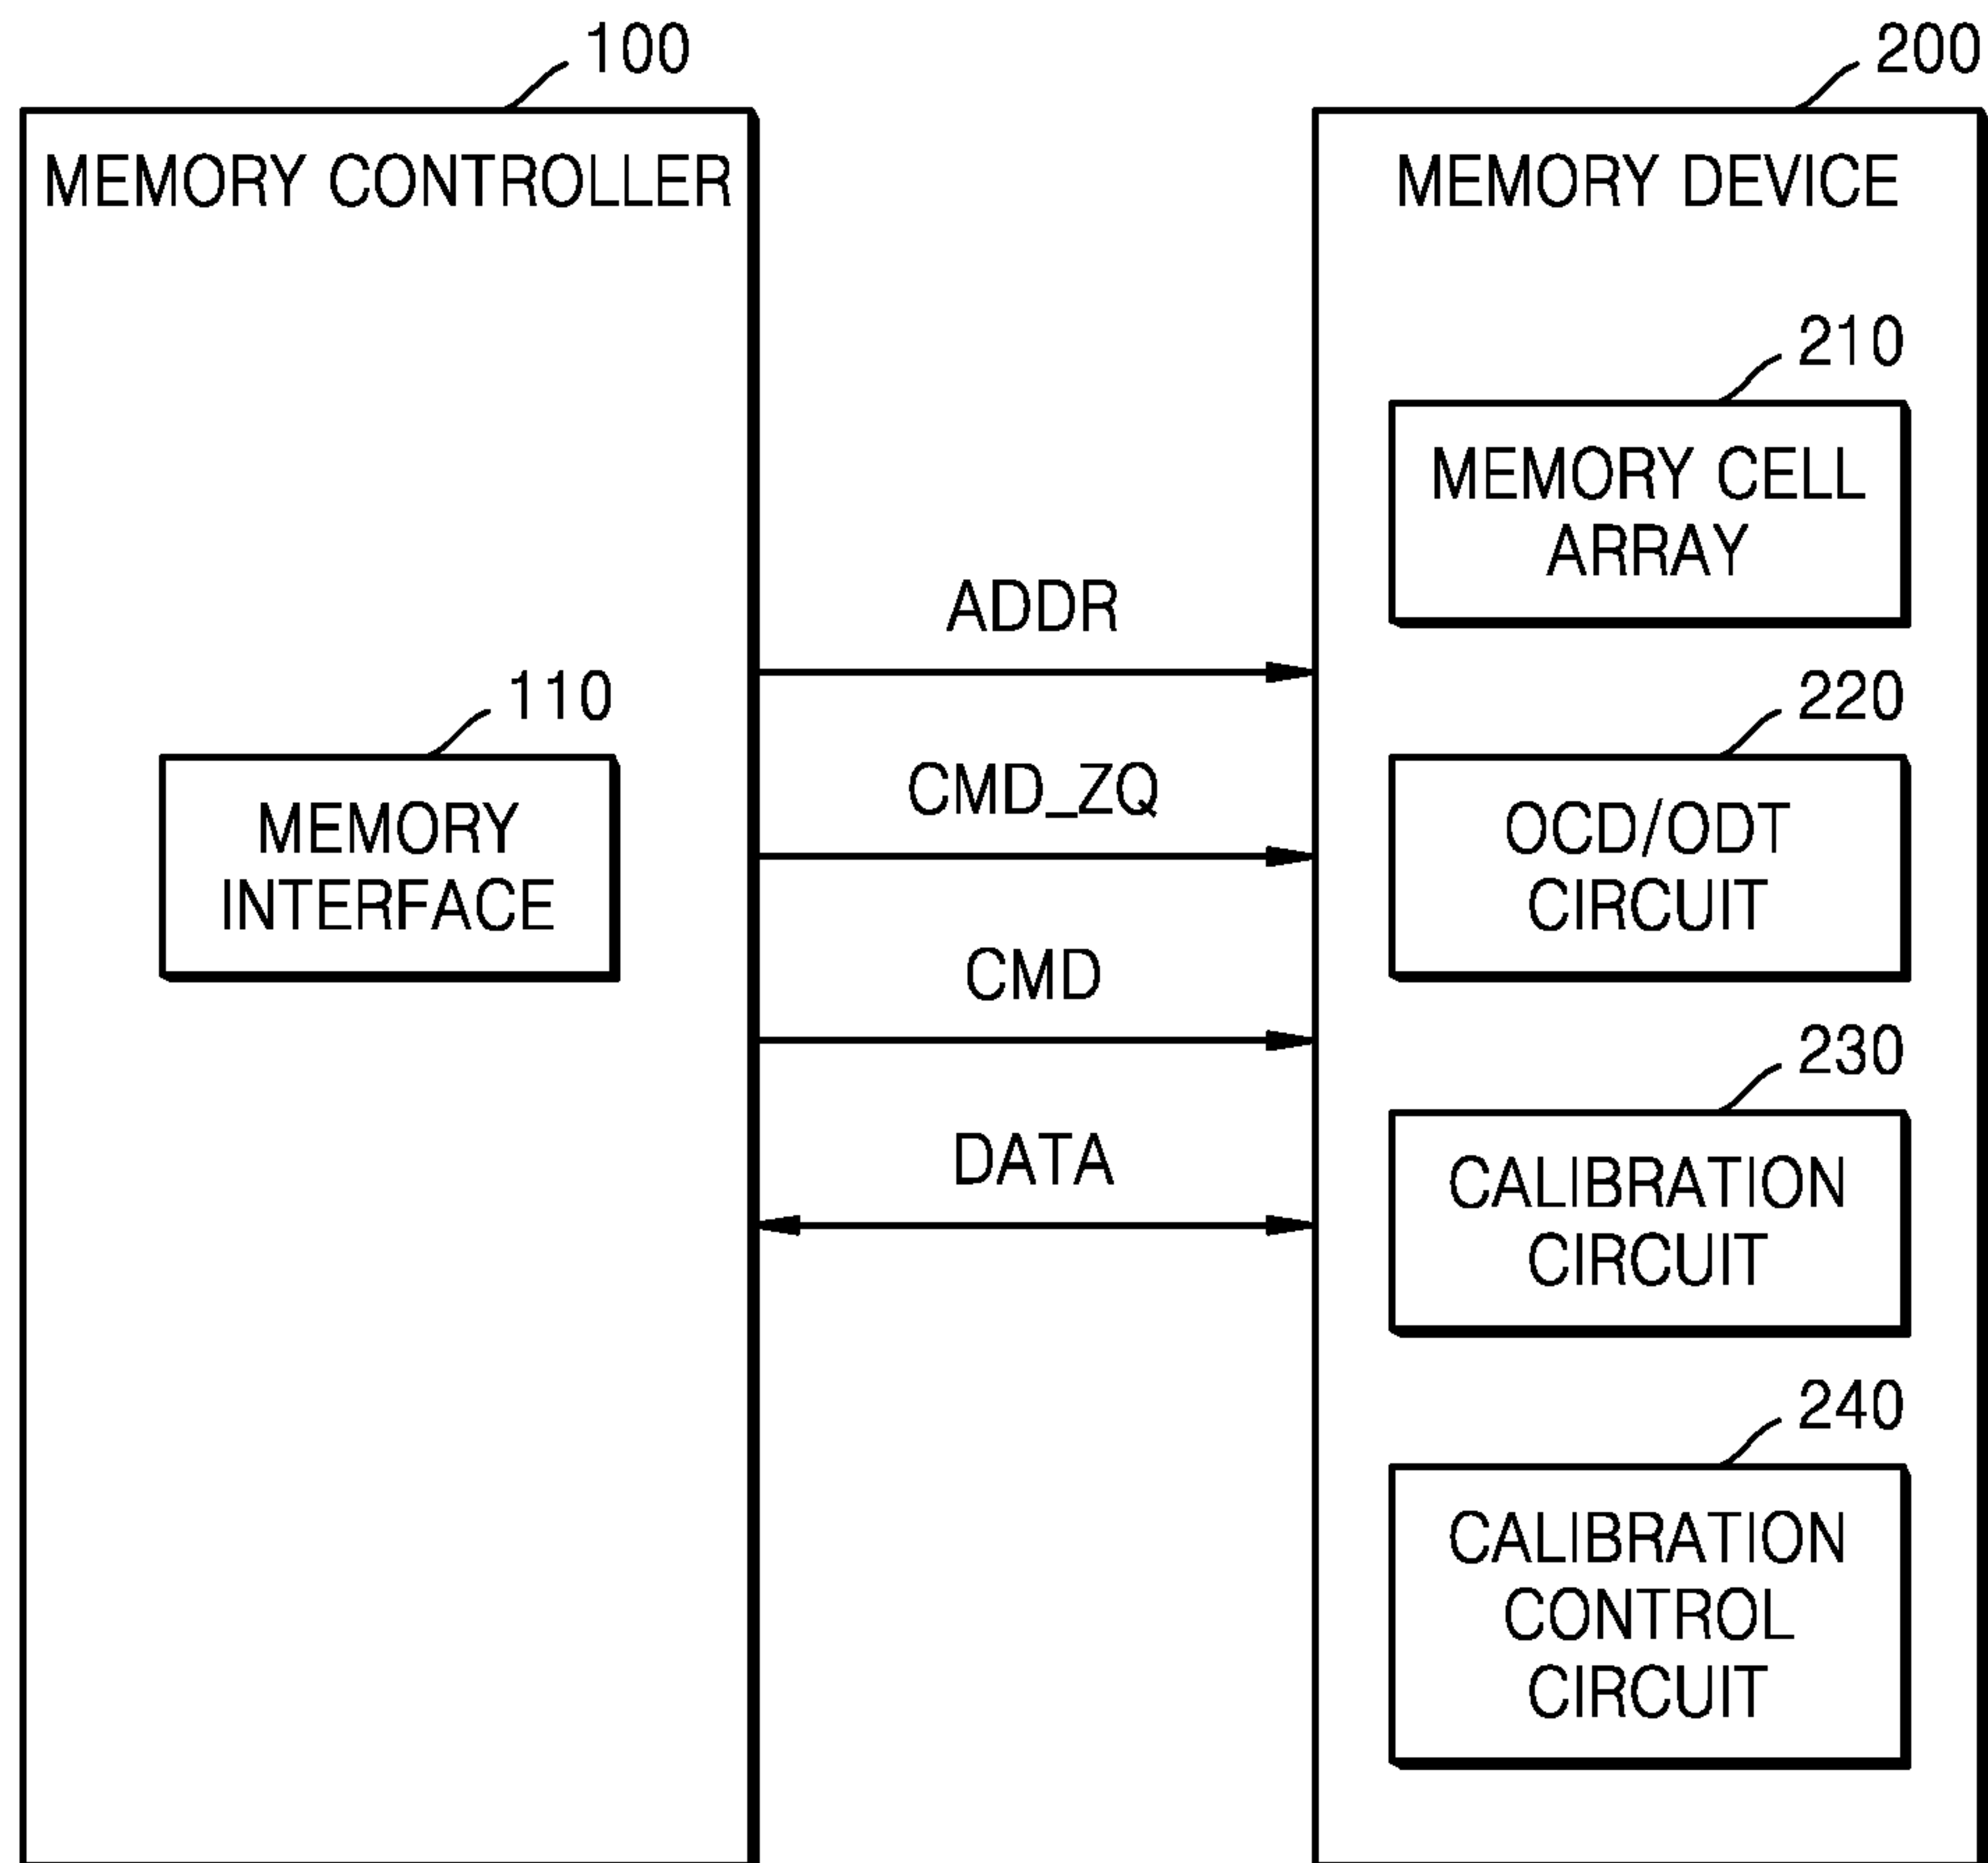 100
200
MEMORY CONTROLLER
MEMORY DEVICE
210
MEMORY CELL
ARRAY
ADDR
110
220
MEMORY
INTERFACE
CMD_ZQ
OCD/ODT
CIRCUIT
CMD
230
DATA
CALIBRATION
CIRCUIT
240
CALIBRATION
CONTROL
CIRCUIT